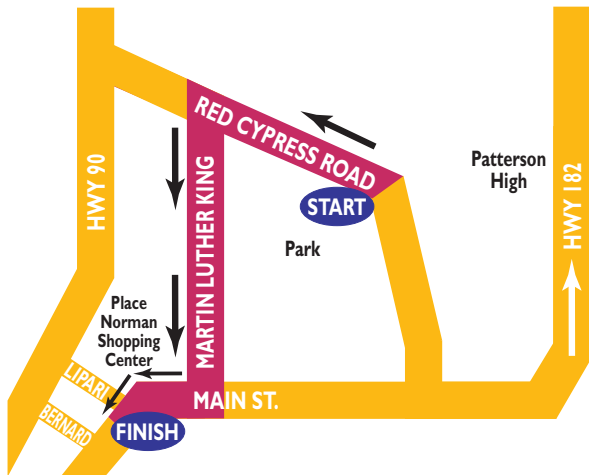 RED CYPRESS ROAD
HWY 90
MARTIN LUTHER KING
START
Park
Patterson
High
HWY 182
Place
Norman
Shopping
Center
LIPARI
BERNARD
MAIN ST.
FINISH